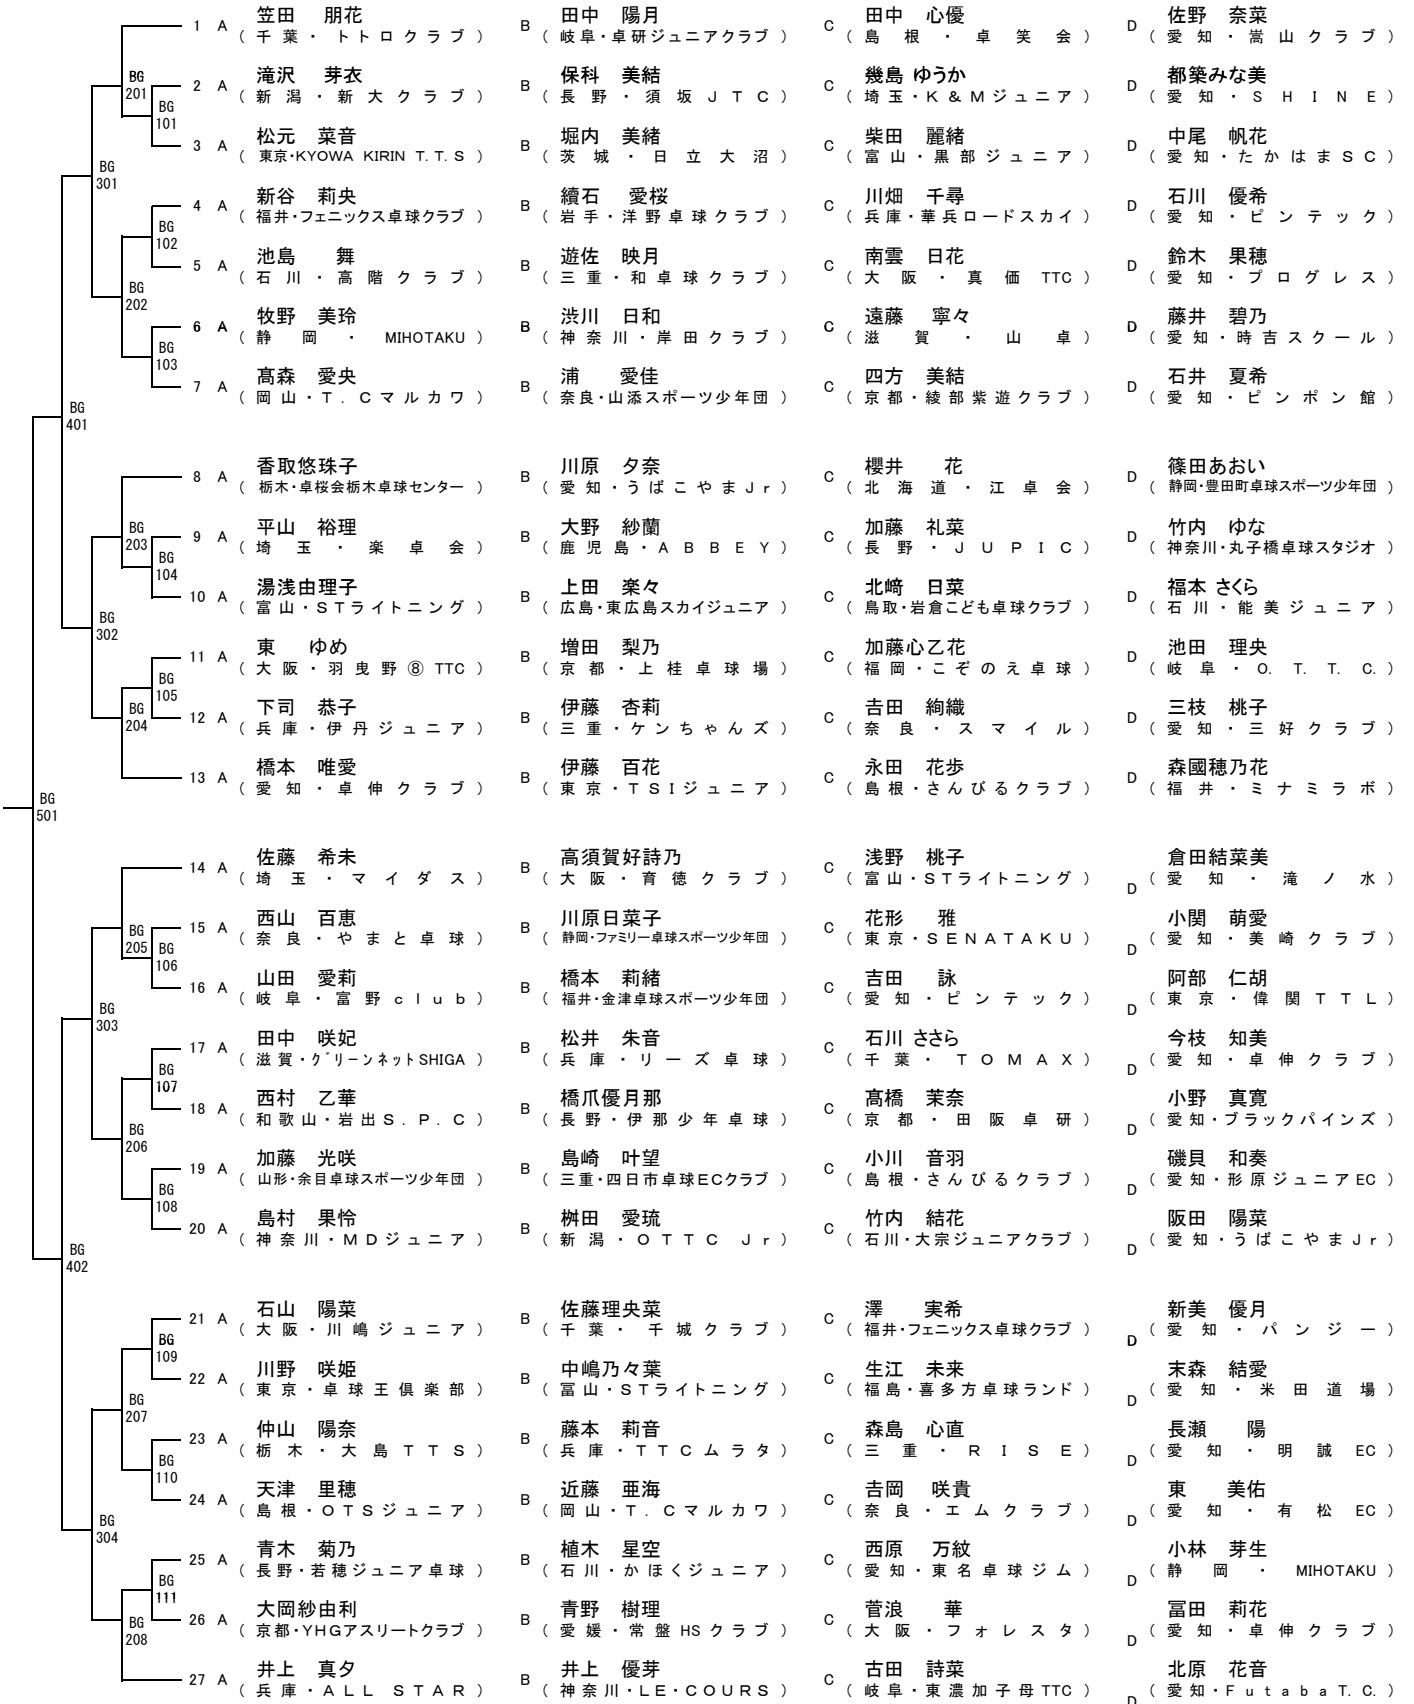 1 A 笠田 朋花 B 田中 陽月 C 田中 心優 D 佐野 奈菜
(千葉・トトロクラブ) (岐阜・卓研ジュニアクラブ) (島根・卓笑会) (愛知・嵩山クラブ)
BG 201
2 A 滝沢 芽衣 B 保科 美結 C 幾島 ゆうか D 都築みな美
(新潟・新大クラブ) (長野・須坂JTC) (埼玉・K&Mジュニア) (愛知・SHINE)
BG 101
3 A 松元 菜音 B 堀内 美緒 C 柴田 麗緒 D 中尾 帆花
(東京・KYOWA KIRIN T.T.S) (茨城・日立大沼) (富山・黒部ジュニア) (愛知・たかはまSC)
BG 301
4 A 新谷 莉央 B 續石 愛桜 C 川畑 千尋 D 石川 優希
(福井・フェニックス卓球クラブ) (岩手・洋野卓球クラブ) (兵庫・華兵ロードスカイ) (愛知・ピンテック)
BG 102
5 A 池島 舞 B 遊佐 映月 C 南雲 日花 D 鈴木 果穂
(石川・高階クラブ) (三重・和卓球クラブ) (大阪・真価TTC) (愛知・プログレス)
BG 202
6 A 牧野 美玲 B 渋川 日和 C 遠藤 寧々 D 藤井 碧乃
(静岡・MIHOTAKU) (神奈川・岸田クラブ) (滋賀・山卓) (愛知・時吉スクール)
BG 103
7 A 髙森 愛央 B 浦 愛佳 C 四方 美結 D 石井 夏希
(岡山・T.Cマルカワ) (奈良・山添スポーツ少年団) (京都・綾部紫遊クラブ) (愛知・ピンポン館)
BG 401
8 A 香取悠珠子 B 川原 夕奈 C 櫻井 花 D 篠田あおい
(栃木・卓桜会栃木卓球センター) (愛知・うばこやまJr) (北海道・江卓会) (静岡・豊田町卓球スポーツ少年団)
BG 203
9 A 平山 裕理 B 大野 紗蘭 C 加藤 礼菜 D 竹内 ゆな
(埼玉・楽卓会) (鹿児島・ABBEY) (長野・JUPIC) (神奈川・丸子橋卓球スタジオ)
BG 104
10 A 湯浅由理子 B 上田 楽々 C 北﨑 日菜 D 福本 さくら
(富山・STライトニング) (広島・東広島スカイジュニア) (鳥取・岩倉こども卓球クラブ) (石川・能美ジュニア)
BG 302
11 A 東 ゆめ B 増田 梨乃 C 加藤心乙花 D 池田 理央
(大阪・羽曳野⑧TTC) (京都・上桂卓球場) (福岡・こぞのえ卓球) (岐阜・O.T.T.C.)
BG 105
12 A 下司 恭子 B 伊藤 杏莉 C 吉田 絢織 D 三枝 桃子
(兵庫・伊丹ジュニア) (三重・ケンちゃんズ) (奈良・スマイル) (愛知・三好クラブ)
BG 204
13 A 橋本 唯愛 B 伊藤 百花 C 永田 花歩 D 森國穂乃花
(愛知・卓伸クラブ) (東京・TSIジュニア) (島根・さんびるクラブ) (福井・ミナミラボ)
BG 501
14 A 佐藤 希未 B 高須賀好詩乃 C 浅野 桃子 D 倉田結菜美
(埼玉・マイダス) (大阪・育徳クラブ) (富山・STライトニング) (愛知・滝ノ水)
BG 205
15 A 西山 百恵 B 川原日菜子 C 花形 雅 D 小関 萌愛
(奈良・やまと卓球) (静岡・ファミリー卓球スポーツ少年団) (東京・SENATAKU) (愛知・美崎クラブ)
BG 106
16 A 山田 愛莉 B 橋本 莉緒 C 吉田 詠 D 阿部 仁胡
(岐阜・富野club) (福井・金津卓球スポーツ少年団) (愛知・ピンテック) (東京・偉関TTL)
BG 303
17 A 田中 咲妃 B 松井 朱音 C 石川 ささら D 今枝 知美
(滋賀・グリーンネットSHIGA) (兵庫・リーズ卓球) (千葉・TOMAX) (愛知・卓伸クラブ)
BG 107
18 A 西村 乙華 B 橋爪優月那 C 髙橋 茉奈 D 小野 真寛
(和歌山・岩出S.P.C) (長野・伊那少年卓球) (京都・田阪卓研) (愛知・ブラックパインズ)
BG 206
19 A 加藤 光咲 B 島崎 叶望 C 小川 音羽 D 磯貝 和奏
(山形・余目卓球スポーツ少年団) (三重・四日市卓球ECクラブ) (島根・さんびるクラブ) (愛知・形原ジュニアEC)
BG 108
20 A 島村 果怜 B 桝田 愛琉 C 竹内 結花 D 阪田 陽菜
(神奈川・MDジュニア) (新潟・OTTC Jr) (石川・大宗ジュニアクラブ) (愛知・うばこやまJr)
BG 402
21 A 石山 陽菜 B 佐藤理央菜 C 澤 実希 D 新美 優月
(大阪・川嶋ジュニア) (千葉・千城クラブ) (福井・フェニックス卓球クラブ) (愛知・パンジー)
BG 109
22 A 川野 咲姫 B 中嶋乃々葉 C 生江 未来 D 末森 結愛
(東京・卓球王倶楽部) (冨山・STライトニング) (福島・喜多方卓球ランド) (愛知・米田道場)
BG 207
23 A 仲山 陽奈 B 藤本 莉音 C 森島 心直 D 長瀬 陽
(栃木・大島TTS) (兵庫・TTCムラタ) (三重・RISE) (愛知・明誠EC)
BG 110
24 A 天津 里穂 B 近藤 亜海 C 吉岡 咲貴 D 東 美佑
(島根・OTSジュニア) (岡山・T.Cマルカワ) (奈良・エムクラブ) (愛知・有松EC)
BG 304
25 A 青木 菊乃 B 植木 星空 C 西原 万紋 D 小林 芽生
(長野・若穂ジュニア卓球) (石川・かほくジュニア) (愛知・東名卓球ジム) (静岡・MIHOTAKU)
BG 111
26 A 大岡紗由利 B 青野 樹理 C 菅浪 華 D 冨田 莉花
(京都・YHGアスリートクラブ) (愛媛・常盤HSクラブ) (大阪・フォレスタ) (愛知・卓伸クラブ)
BG 208
27 A 井上 真夕 B 井上 優芽 C 古田 詩菜 D 北原 花音
(兵庫・ALL STAR) (神奈川・LE・COURS) (岐阜・東濃加子母TTC) (愛知・FutabaT.C.)